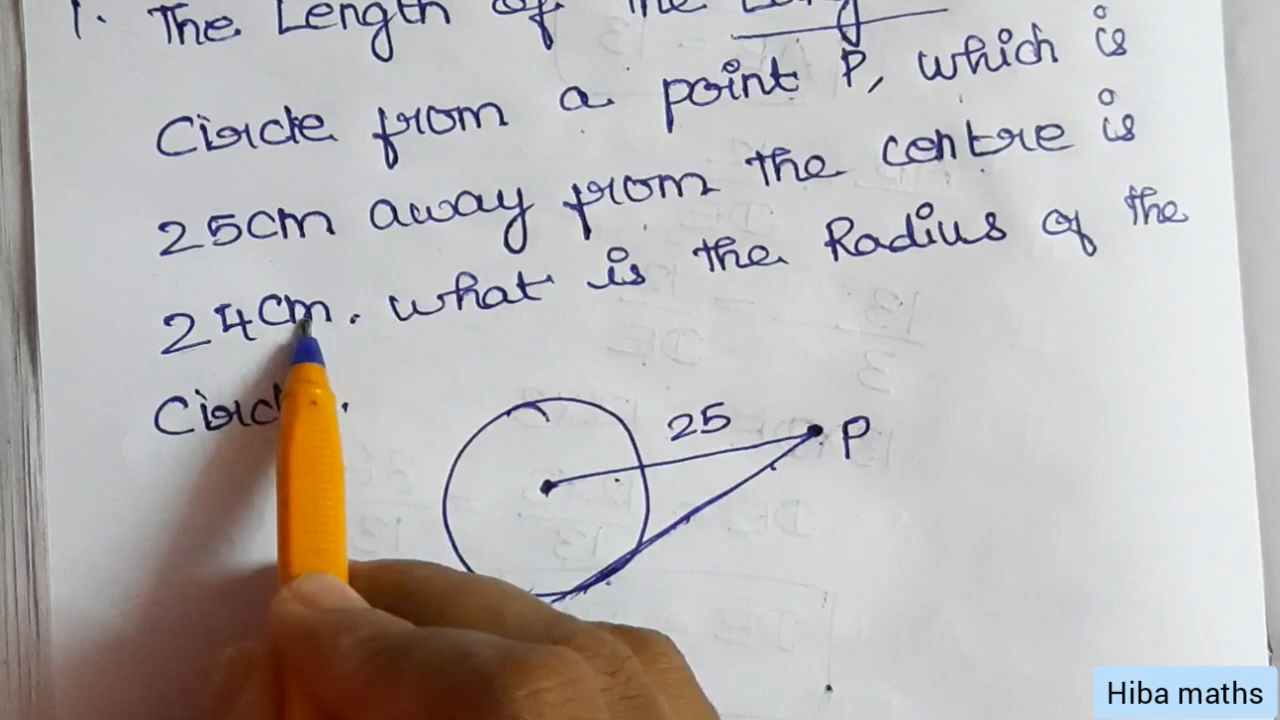 1. The Length of the
Circle from a point P, which is
25cm away from the centre is
24cm. what is the Radius of the
Circ .
25
P
Hiba maths